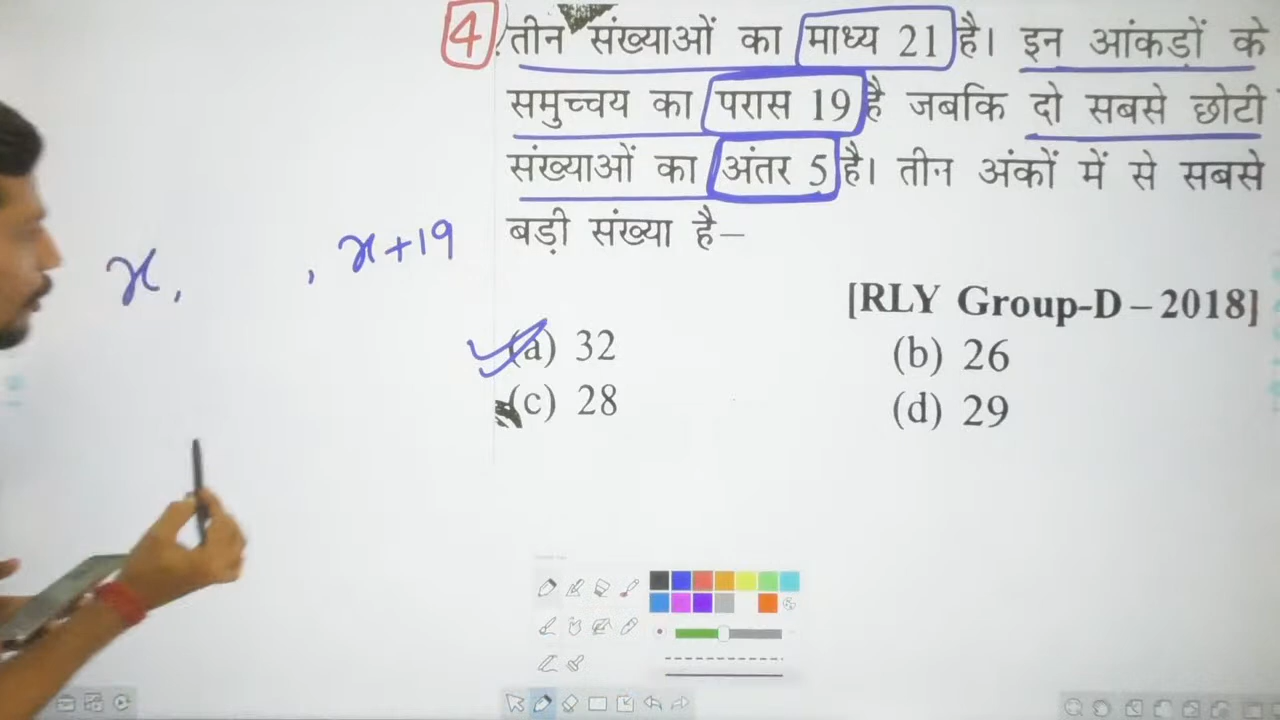 4 तीन संख्याओं का माध्य 21 है। इन आंकड़ों के
समुच्चय का परास 19 है जबकि दो सबसे छोटी
संख्याओं का अंतर 5 है। तीन अंकों में से सबसे
बड़ी संख्या है–
x, , x+19
[RLY Group-D – 2018]
(a) 32 (b) 26
(c) 28 (d) 29